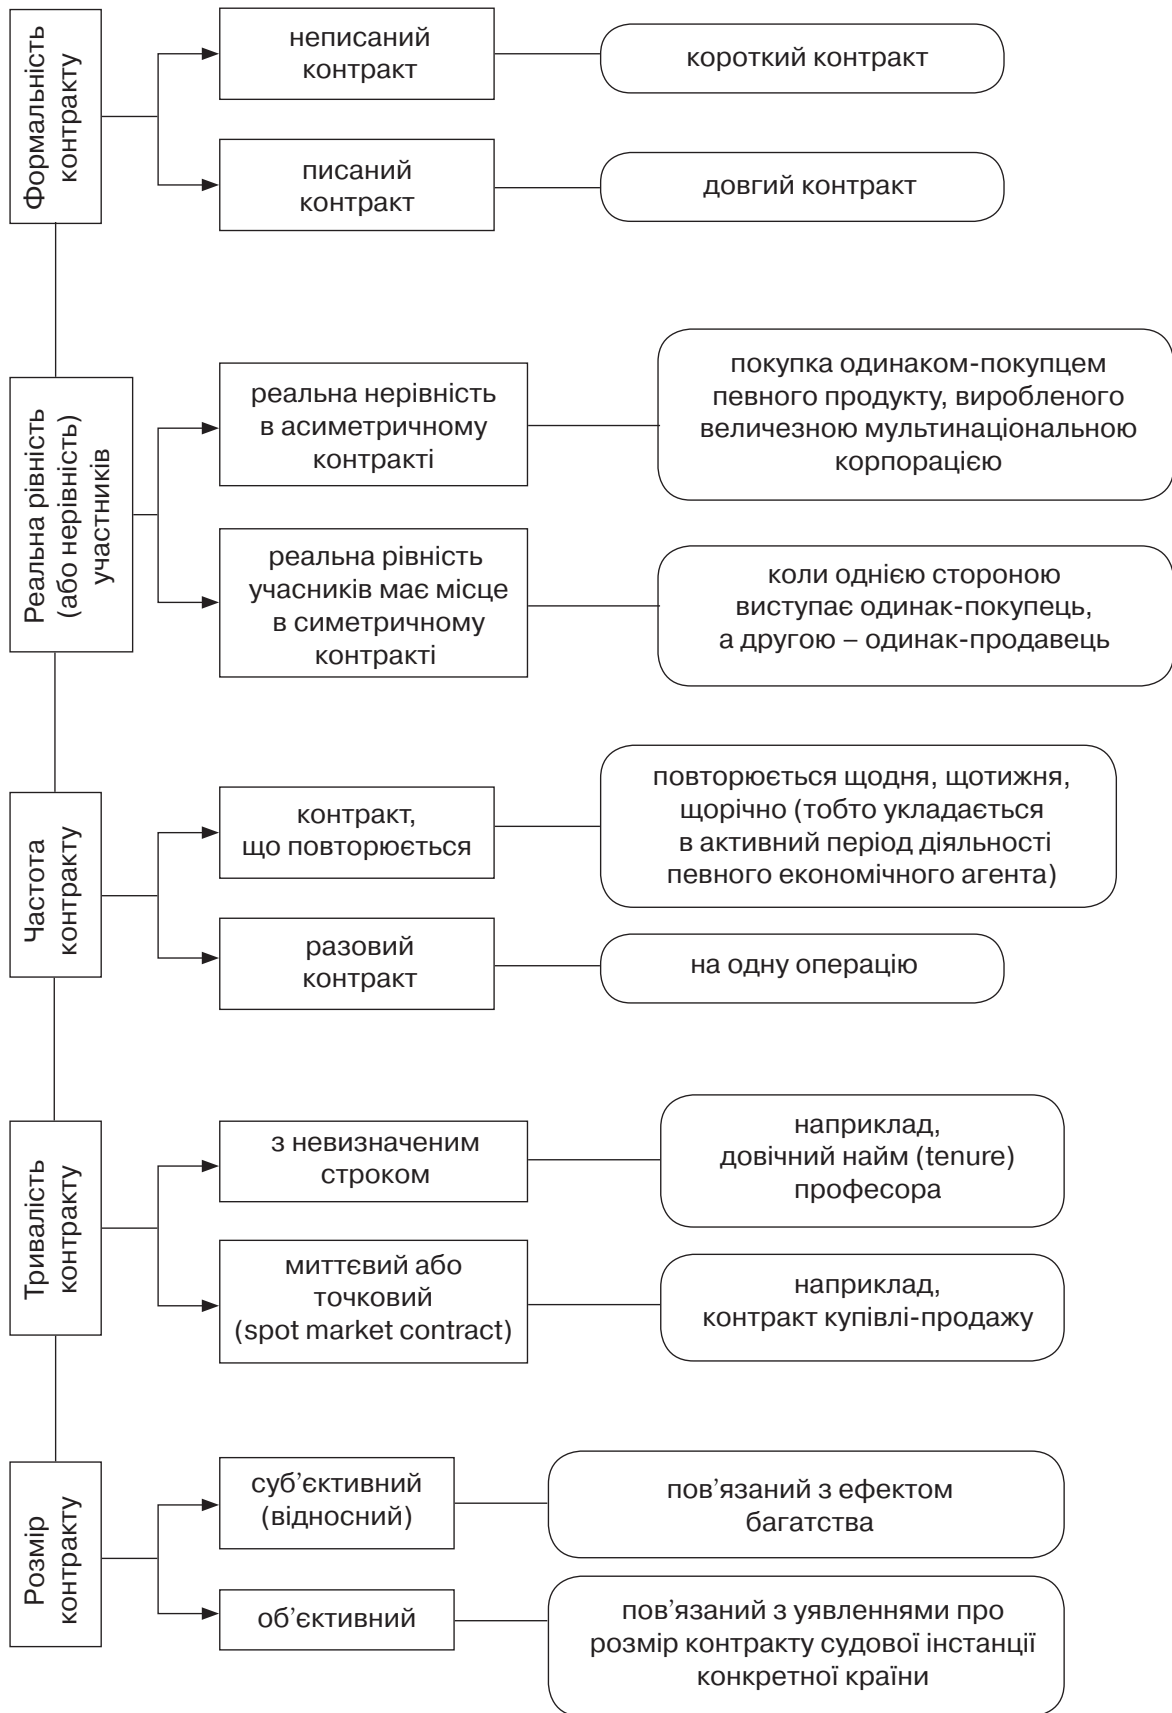 Формальність
контракту
неписаний
контракт
короткий контракт
писаний
контракт
довгий контракт
Реальна рівність
(або нерівність)
участників
реальна нерівність
в асиметричному
контракті
покупка одинаком-покупцем
певного продукту, виробленого
величезною мультинаціональною
корпорацією
реальна рівність
учасників має місце
в симетричному
контракті
коли однією стороною
виступає одинак-покупець,
а другою – одинак-продавець
Частота
контракту
контракт,
що повторюється
повторюється щодня, щотижня,
щорічно (тобто укладається
в активний період діяльності
певного економічного агента)
разовий
контракт
на одну операцію
Тривалість
контракту
з невизначеним
строком
наприклад,
довічний найм (tenure)
професора
миттєвий або
точковий
(spot market contract)
наприклад,
контракт купівлі-продажу
Розмір
контракту
суб’єктивний
(відносний)
пов’язаний з ефектом
багатства
об’єктивний
пов’язаний з уявленнями про
розмір контракту судової інстанції
конкретної країни